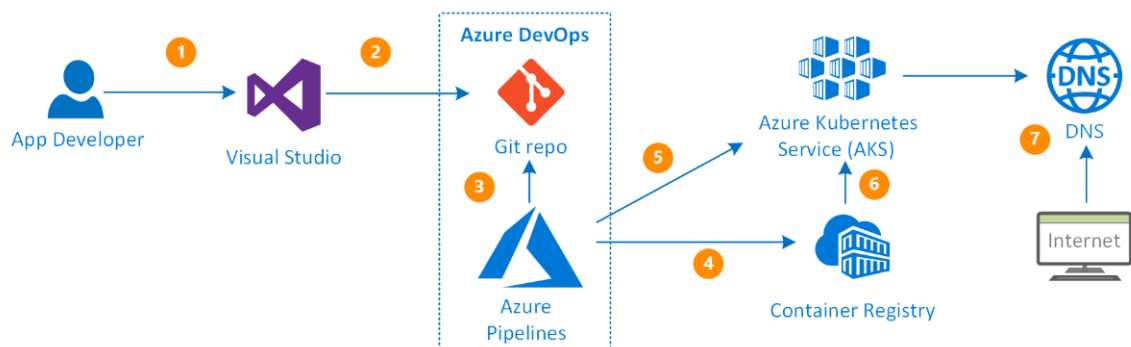 Azure DevOps
1
2
DNS
App Developer
Visual Studio
Git repo
Azure Kubernetes
Service (AKS)
DNS
7
5
3
6
Internet
4
Azure
Pipelines
Container Registry